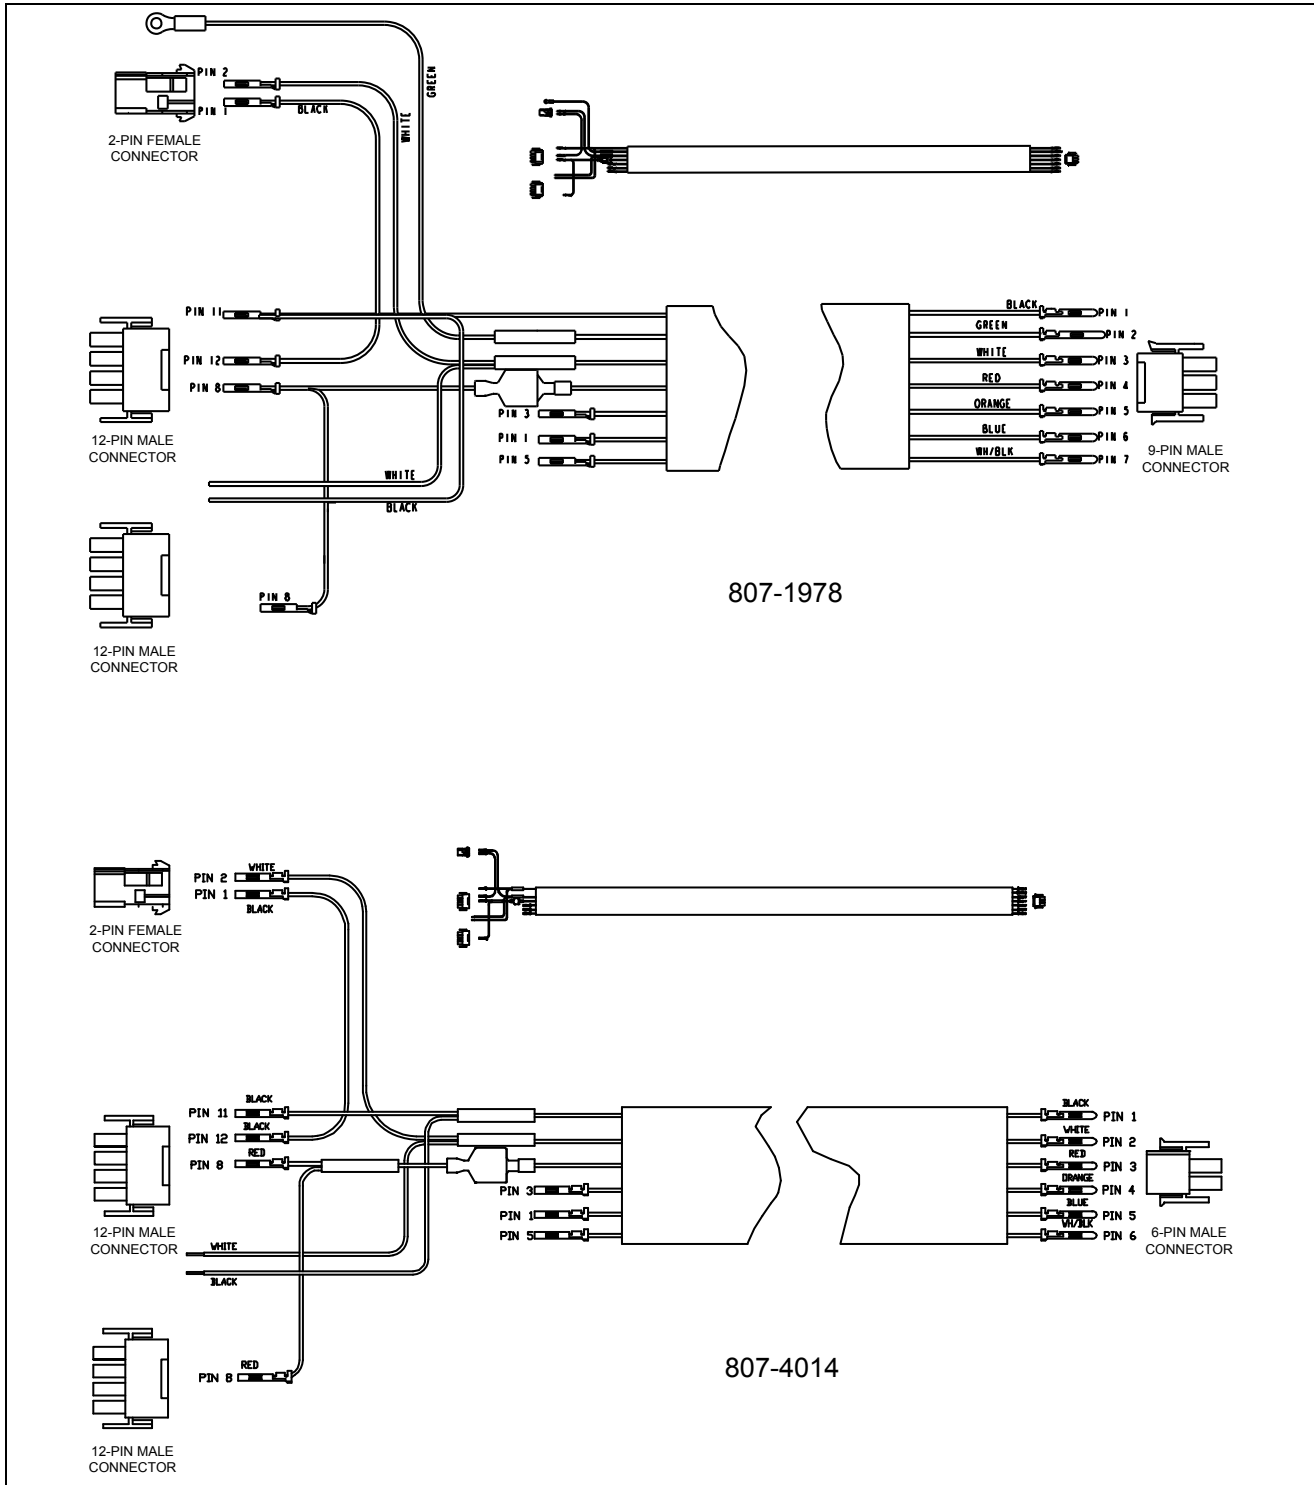 GREEN
PIN 2
PIN 1
BLACK
WHITE
2-PIN FEMALE
CONNECTOR
PIN 11
PIN 12
PIN 8
12-PIN MALE
CONNECTOR
PIN 3
PIN 1
PIN 5
WHITE
BLACK
BLACK
PIN 1
GREEN
PIN 2
WHITE
PIN 3
RED
PIN 4
ORANGE
PIN 5
BLUE
PIN 6
WH/BLK
PIN 7
9-PIN MALE
CONNECTOR
PIN 8
12-PIN MALE
CONNECTOR
807-1978
WHITE
PIN 2
PIN 1
BLACK
2-PIN FEMALE
CONNECTOR
BLACK
PIN 11
BLACK
PIN 12
RED
PIN 8
12-PIN MALE
CONNECTOR
PIN 3
PIN 1
PIN 5
WHITE
BLACK
BLACK
PIN 1
WHITE
PIN 2
RED
PIN 3
ORANGE
PIN 4
BLUE
PIN 5
WH/BLK
PIN 6
6-PIN MALE
CONNECTOR
RED
PIN 8
12-PIN MALE
CONNECTOR
807-4014